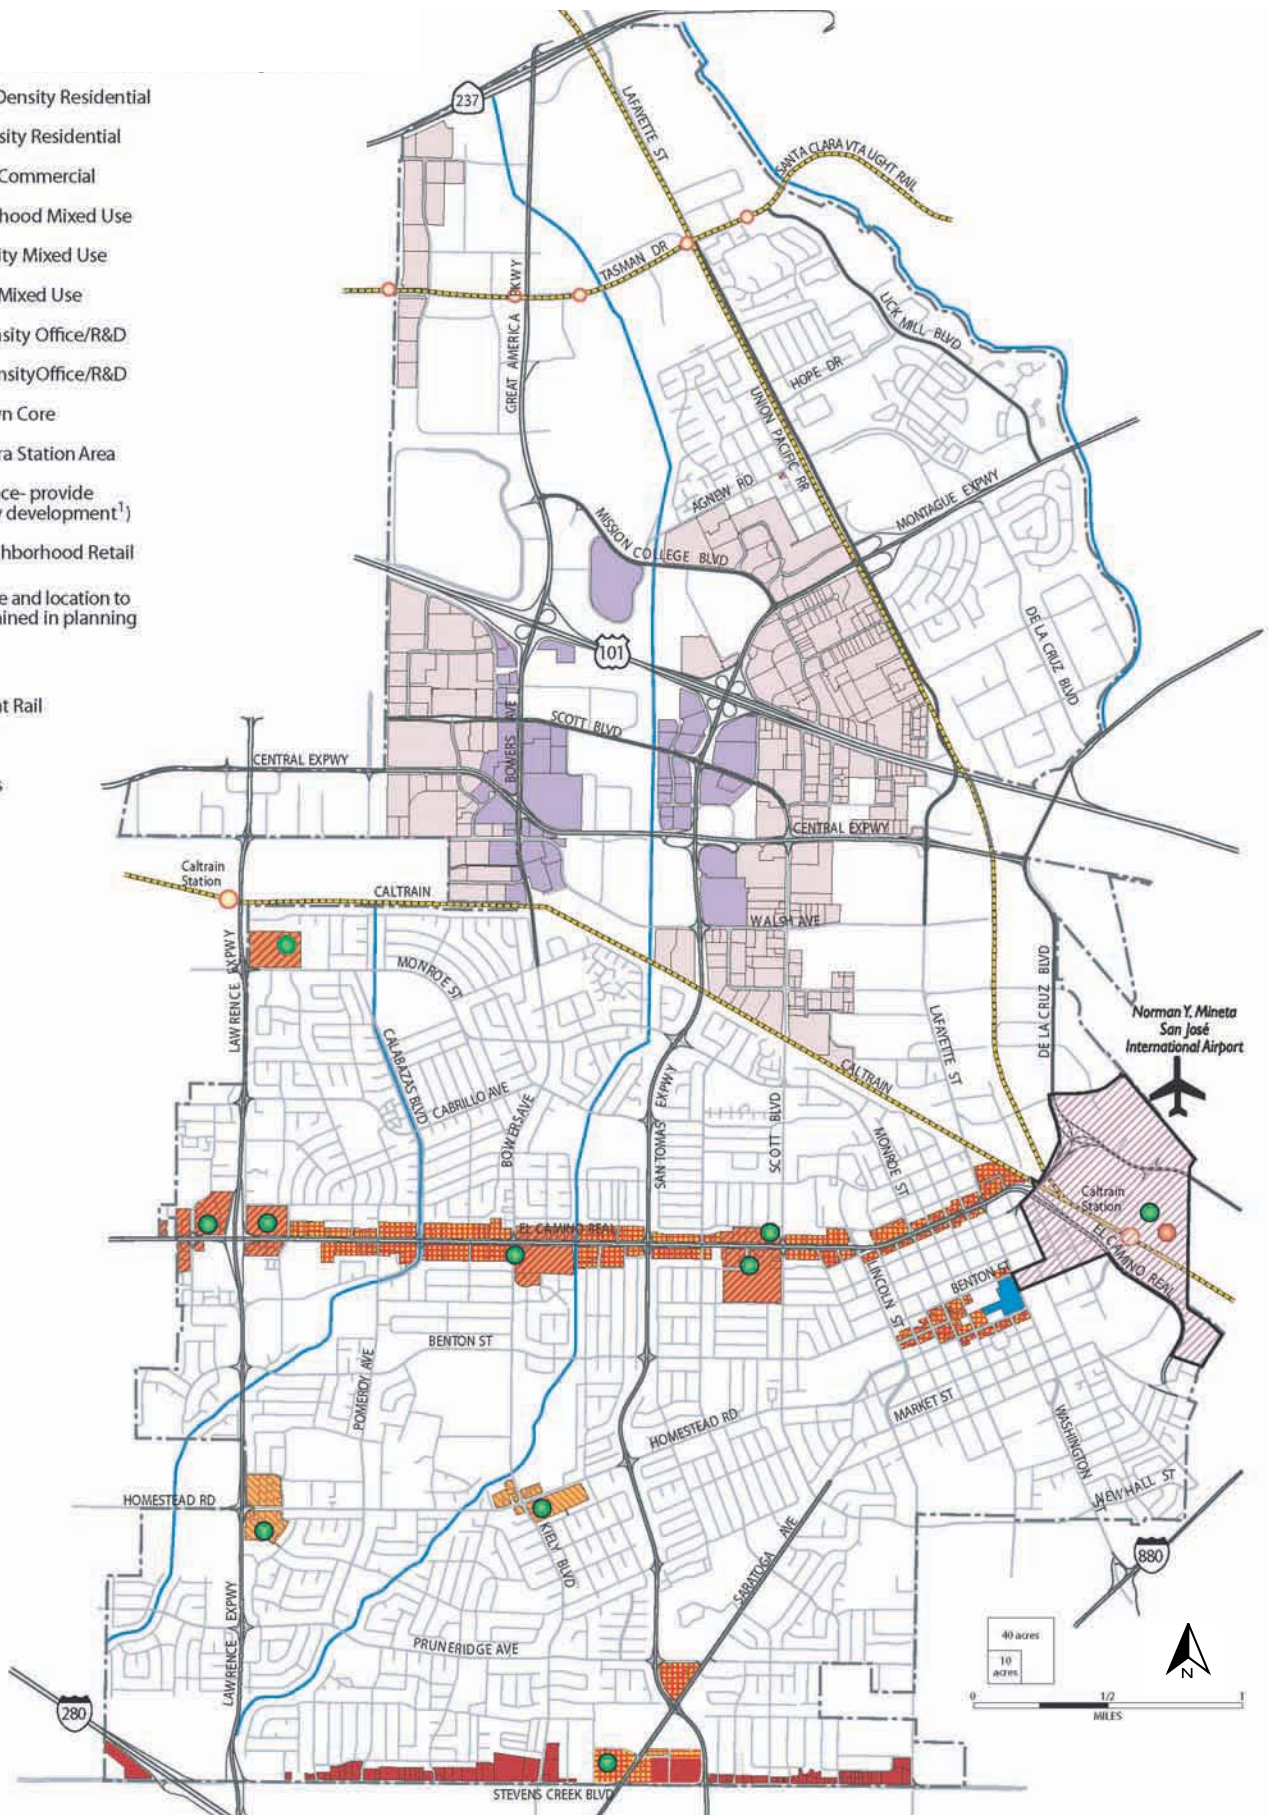 Density Residential
sity Residential
Commercial
hood Mixed Use
ity Mixed Use
Mixed Use
sity Office/R&D
nsityOffice/R&D
n Core
ra Station Area
ce- provide
y development1)
hborhood Retail
e and location to
ined in planning
t Rail
s
237
LAFAYETTE ST
SANTA CLARA VTA LIGHT RAIL
TASMAN DR
GREAT AMERICA PKWY
LICK MILL BLVD
HOPE DR
UNION PACIFIC RR
AGNEW RD
MONTAGUE EXPWY
MISSION COLLEGE BLVD
101
DE LA CRUZ BLVD
SCOTT BLVD
BOWERS AVE
CENTRAL EXPWY
CENTRAL EXPWY
Caltrain
Station
CALTRAIN
WALSH AVE
LAWRENCE EXPWY
MONROE ST
DE LA CRUZ BLVD
Norman Y. Mineta
San José
International Airport
LAFAYETTE ST
CALABAZAS BLVD
CABRILLO AVE
BOWERS AVE
SAN TOMAS EXPWY
SCOTT BLVD
CALTRAIN
MONROE ST
Caltrain
Station
EL CAMINO REAL
EL CAMINO REAL
LINCOLN ST
BENTON ST
BENTON ST
POMEROY AVE
MARKET ST
HOMESTEAD RD
WASHINGTON ST
NEWHALL ST
HOMESTEAD RD
KIELY BLVD
SARATOGA AVE
880
LAWRENCE EXPWY
PRUNERIDGE AVE
40 acres
10
acres
N
0 1/2 1
MILES
280
STEVENS CREEK BLVD